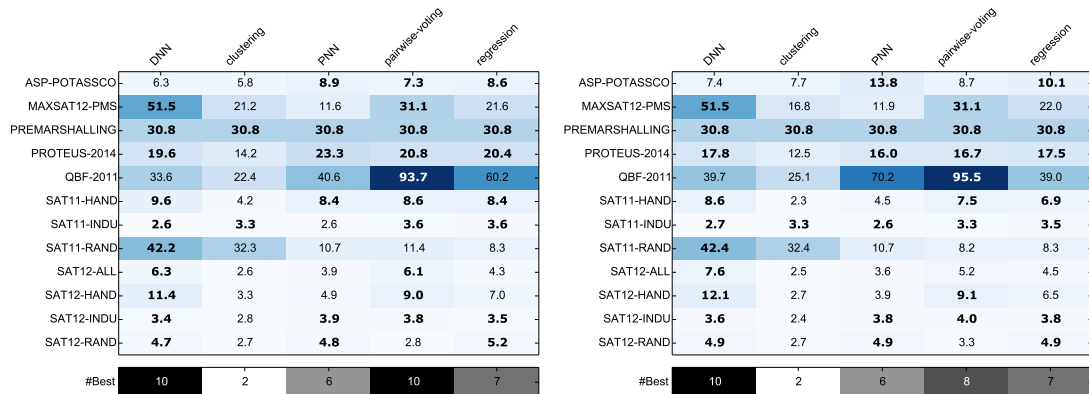 DNN clustering PNN pairwise-voting regression
ASP-POTASSCO 6.3 5.8 8.9 7.3 8.6
MAXSAT12-PMS 51.5 21.2 11.6 31.1 21.6
PREMARSHALLING 30.8 30.8 30.8 30.8 30.8
PROTEUS-2014 19.6 14.2 23.3 20.8 20.4
QBF-2011 33.6 22.4 40.6 93.7 60.2
SAT11-HAND 9.6 4.2 8.4 8.6 8.4
SAT11-INDU 2.6 3.3 2.6 3.6 3.6
SAT11-RAND 42.2 32.3 10.7 11.4 8.3
SAT12-ALL 6.3 2.6 3.9 6.1 4.3
SAT12-HAND 11.4 3.3 4.9 9.0 7.0
SAT12-INDU 3.4 2.8 3.9 3.8 3.5
SAT12-RAND 4.7 2.7 4.8 2.8 5.2
#Best 10 2 6 10 7
DNN clustering PNN pairwise-voting regression
ASP-POTASSCO 7.4 7.7 13.8 8.7 10.1
MAXSAT12-PMS 51.5 16.8 11.9 31.1 22.0
PREMARSHALLING 30.8 30.8 30.8 30.8 30.8
PROTEUS-2014 17.8 12.5 16.0 16.7 17.5
QBF-2011 39.7 25.1 70.2 95.5 39.0
SAT11-HAND 8.6 2.3 4.5 7.5 6.9
SAT11-INDU 2.7 3.3 2.6 3.3 3.5
SAT11-RAND 42.4 32.4 10.7 8.2 8.3
SAT12-ALL 7.6 2.5 3.6 5.2 4.5
SAT12-HAND 12.1 2.7 3.9 9.1 6.5
SAT12-INDU 3.6 2.4 3.8 4.0 3.8
SAT12-RAND 4.9 2.7 4.9 3.3 4.9
#Best 10 2 6 8 7